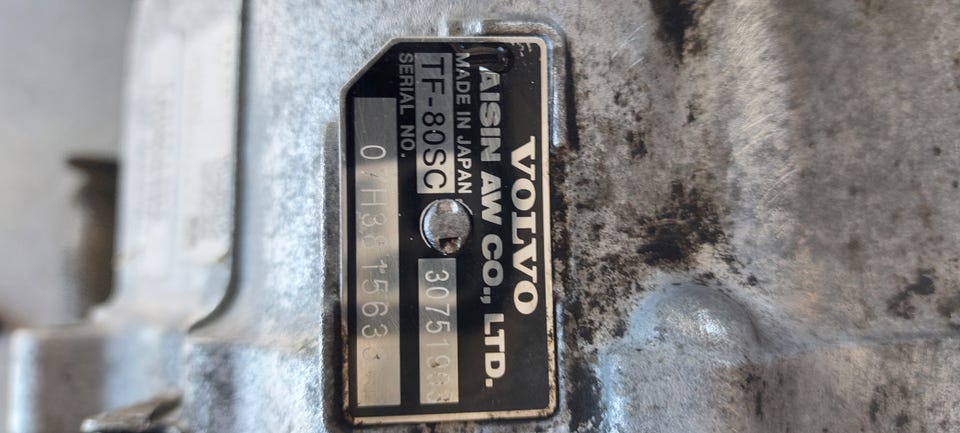 VOLVO
AISIN AW CO., LTD.
MADE IN JAPAN
TF-80SC
SERIAL NO.